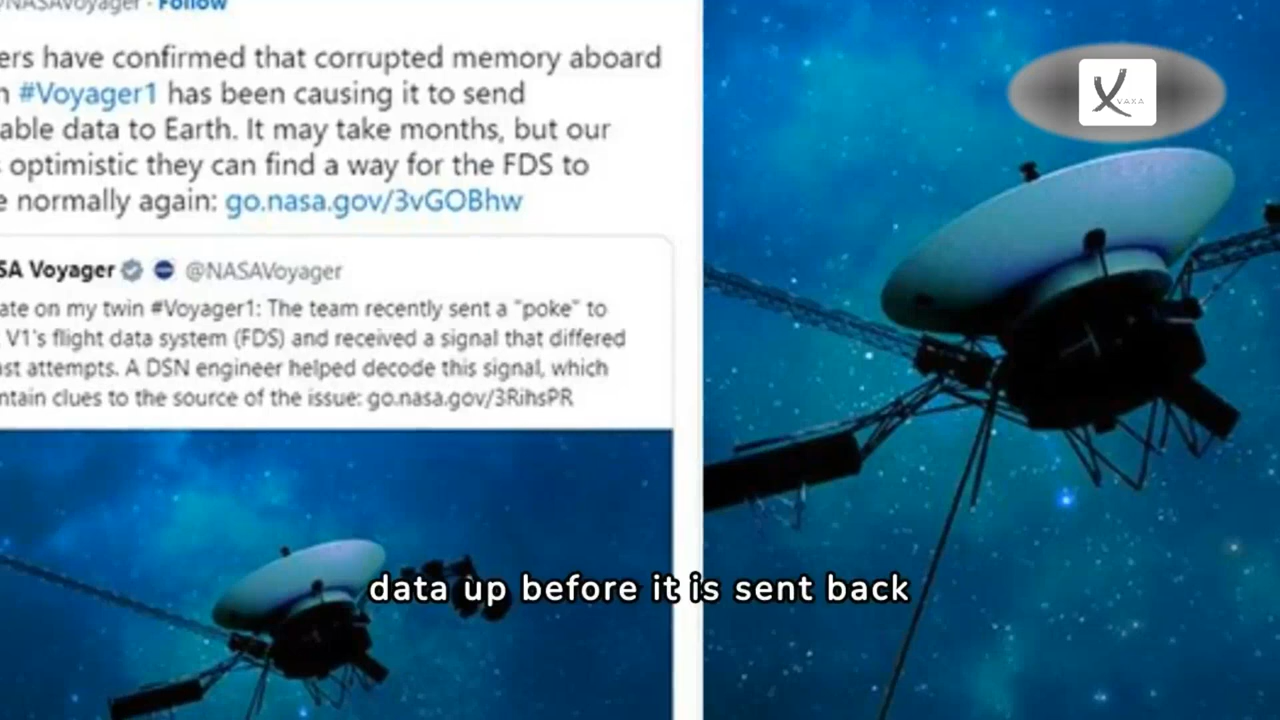 @NASAVoyager · Follow
ers have confirmed that corrupted memory aboard
n #Voyager1 has been causing it to send
able data to Earth. It may take months, but our
s optimistic they can find a way for the FDS to
e normally again: go.nasa.gov/3vGOBhw
SA Voyager @NASAVoyager
ate on my twin #Voyager1: The team recently sent a "poke" to
V1's flight data system (FDS) and received a signal that differed
st attempts. A DSN engineer helped decode this signal, which
ntain clues to the source of the issue: go.nasa.gov/3RihsPR
X VAXA
data up before it is sent back